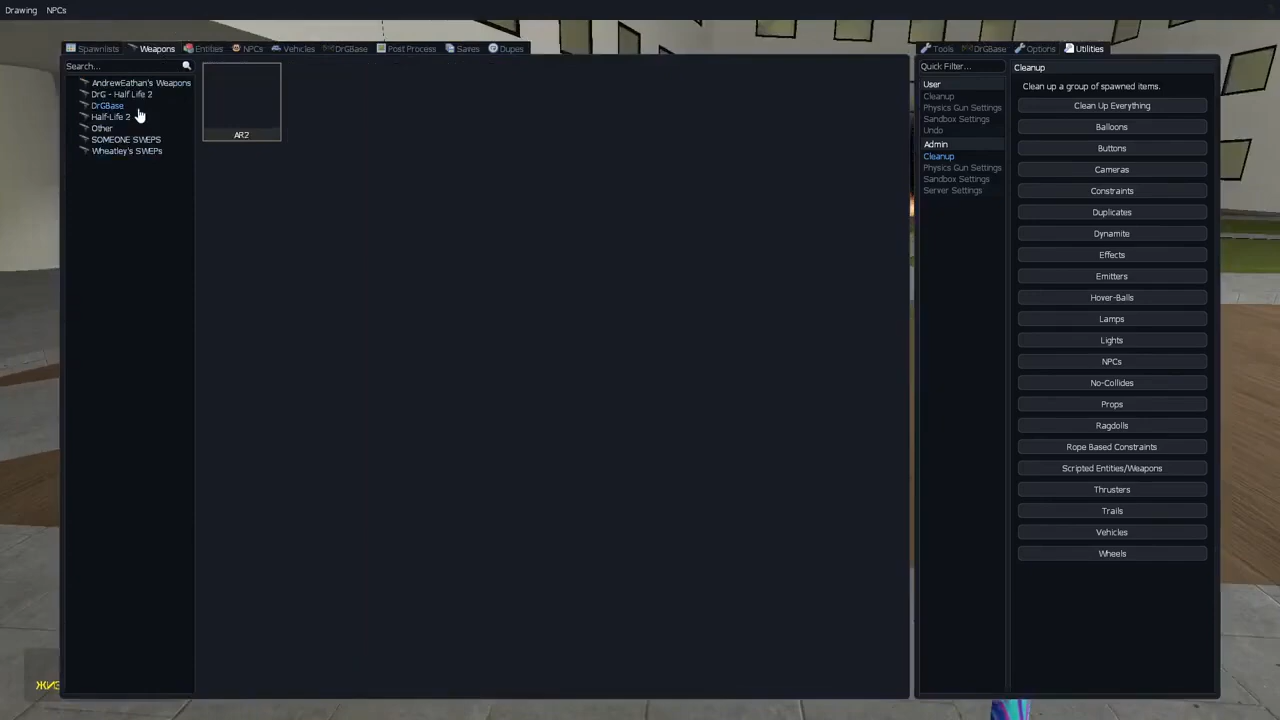 Drawing NPCs
Spawnlists Weapons Entities NPCs Vehicles DrGBase Post Process Saves Dupes
Search...
AndrewEathan's Weapons
DrG - Half Life 2
DrGBase
Half-Life 2
Other
SOMEONE SWEPS
Wheatley's SWEPs
AR2
Tools DrGBase Options Utilities
Quick Filter...
User
Cleanup
Physics Gun Settings
Sandbox Settings
Undo
Admin
Cleanup
Physics Gun Settings
Sandbox Settings
Server Settings
Cleanup
Clean up a group of spawned items.
Clean Up Everything
Balloons
Buttons
Cameras
Constraints
Duplicates
Dynamite
Effects
Emitters
Hover-Balls
Lamps
Lights
NPCs
No-Collides
Props
Ragdolls
Rope Based Constraints
Scripted Entities/Weapons
Thrusters
Trails
Vehicles
Wheels